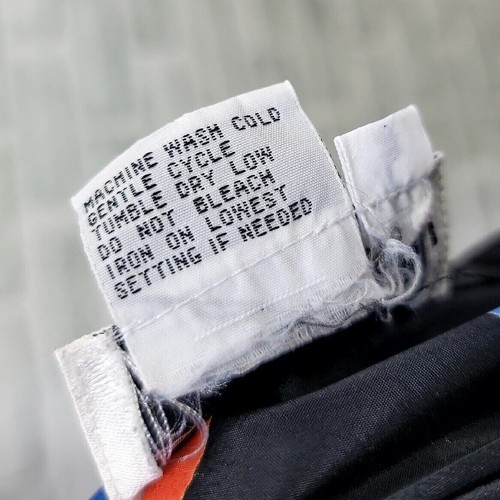 MACHINE WASH COLD
GENTLE CYCLE
TUMBLE DRY LOW
DO NOT BLEACH
IRON ON LOWEST
SETTING IF NEEDED